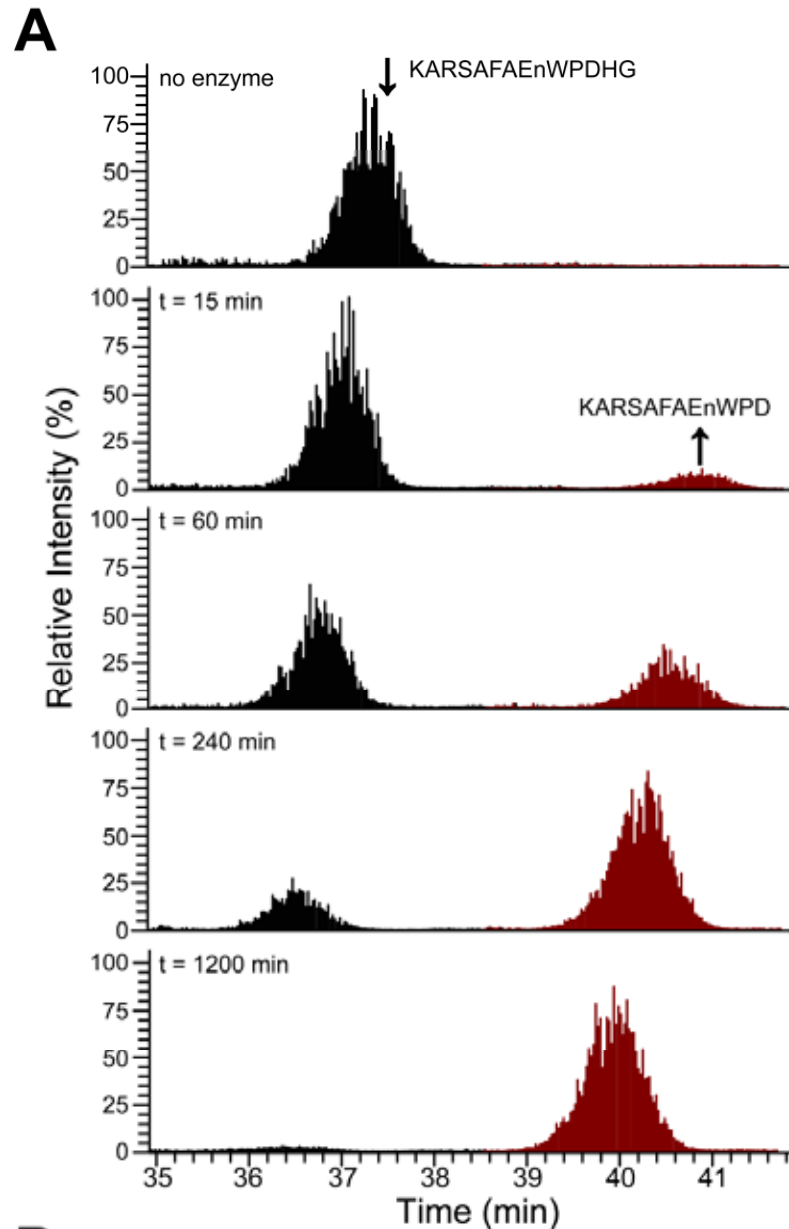 A
no enzyme
KARSAFAEnWPDHG
100
75
50
25
0
t = 15 min
100
75
50
25
0
KARSAFAEnWPD
t = 60 min
100
75
50
25
0
t = 240 min
100
75
50
25
0
t = 1200 min
100
75
50
25
0
Relative Intensity (%)
35 36 37 38 39 40 41
Time (min)